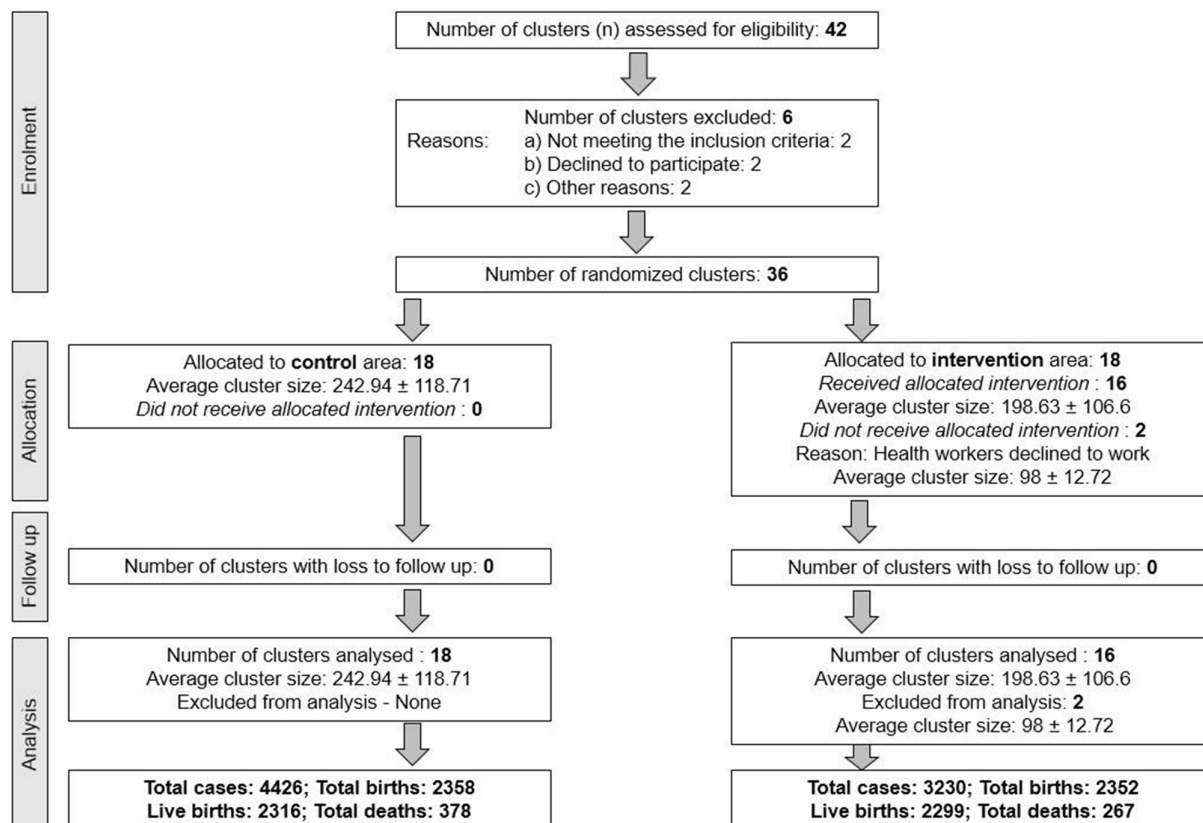 Enrolment
Number of clusters (n) assessed for eligibility: 42
Number of clusters excluded: 6
Reasons: a) Not meeting the inclusion criteria: 2
b) Declined to participate: 2
c) Other reasons: 2
Number of randomized clusters: 36
Allocation
Allocated to control area: 18
Average cluster size: 242.94 ± 118.71
Did not receive allocated intervention : 0
Allocated to intervention area: 18
Received allocated intervention : 16
Average cluster size: 198.63 ± 106.6
Did not receive allocated intervention : 2
Reason: Health workers declined to work
Average cluster size: 98 ± 12.72
Follow up
Number of clusters with loss to follow up: 0
Number of clusters with loss to follow up: 0
Analysis
Number of clusters analysed : 18
Average cluster size: 242.94 ± 118.71
Excluded from analysis - None
Number of clusters analysed : 16
Average cluster size: 198.63 ± 106.6
Excluded from analysis: 2
Average cluster size: 98 ± 12.72
Total cases: 4426; Total births: 2358
Live births: 2316; Total deaths: 378
Total cases: 3230; Total births: 2352
Live births: 2299; Total deaths: 267